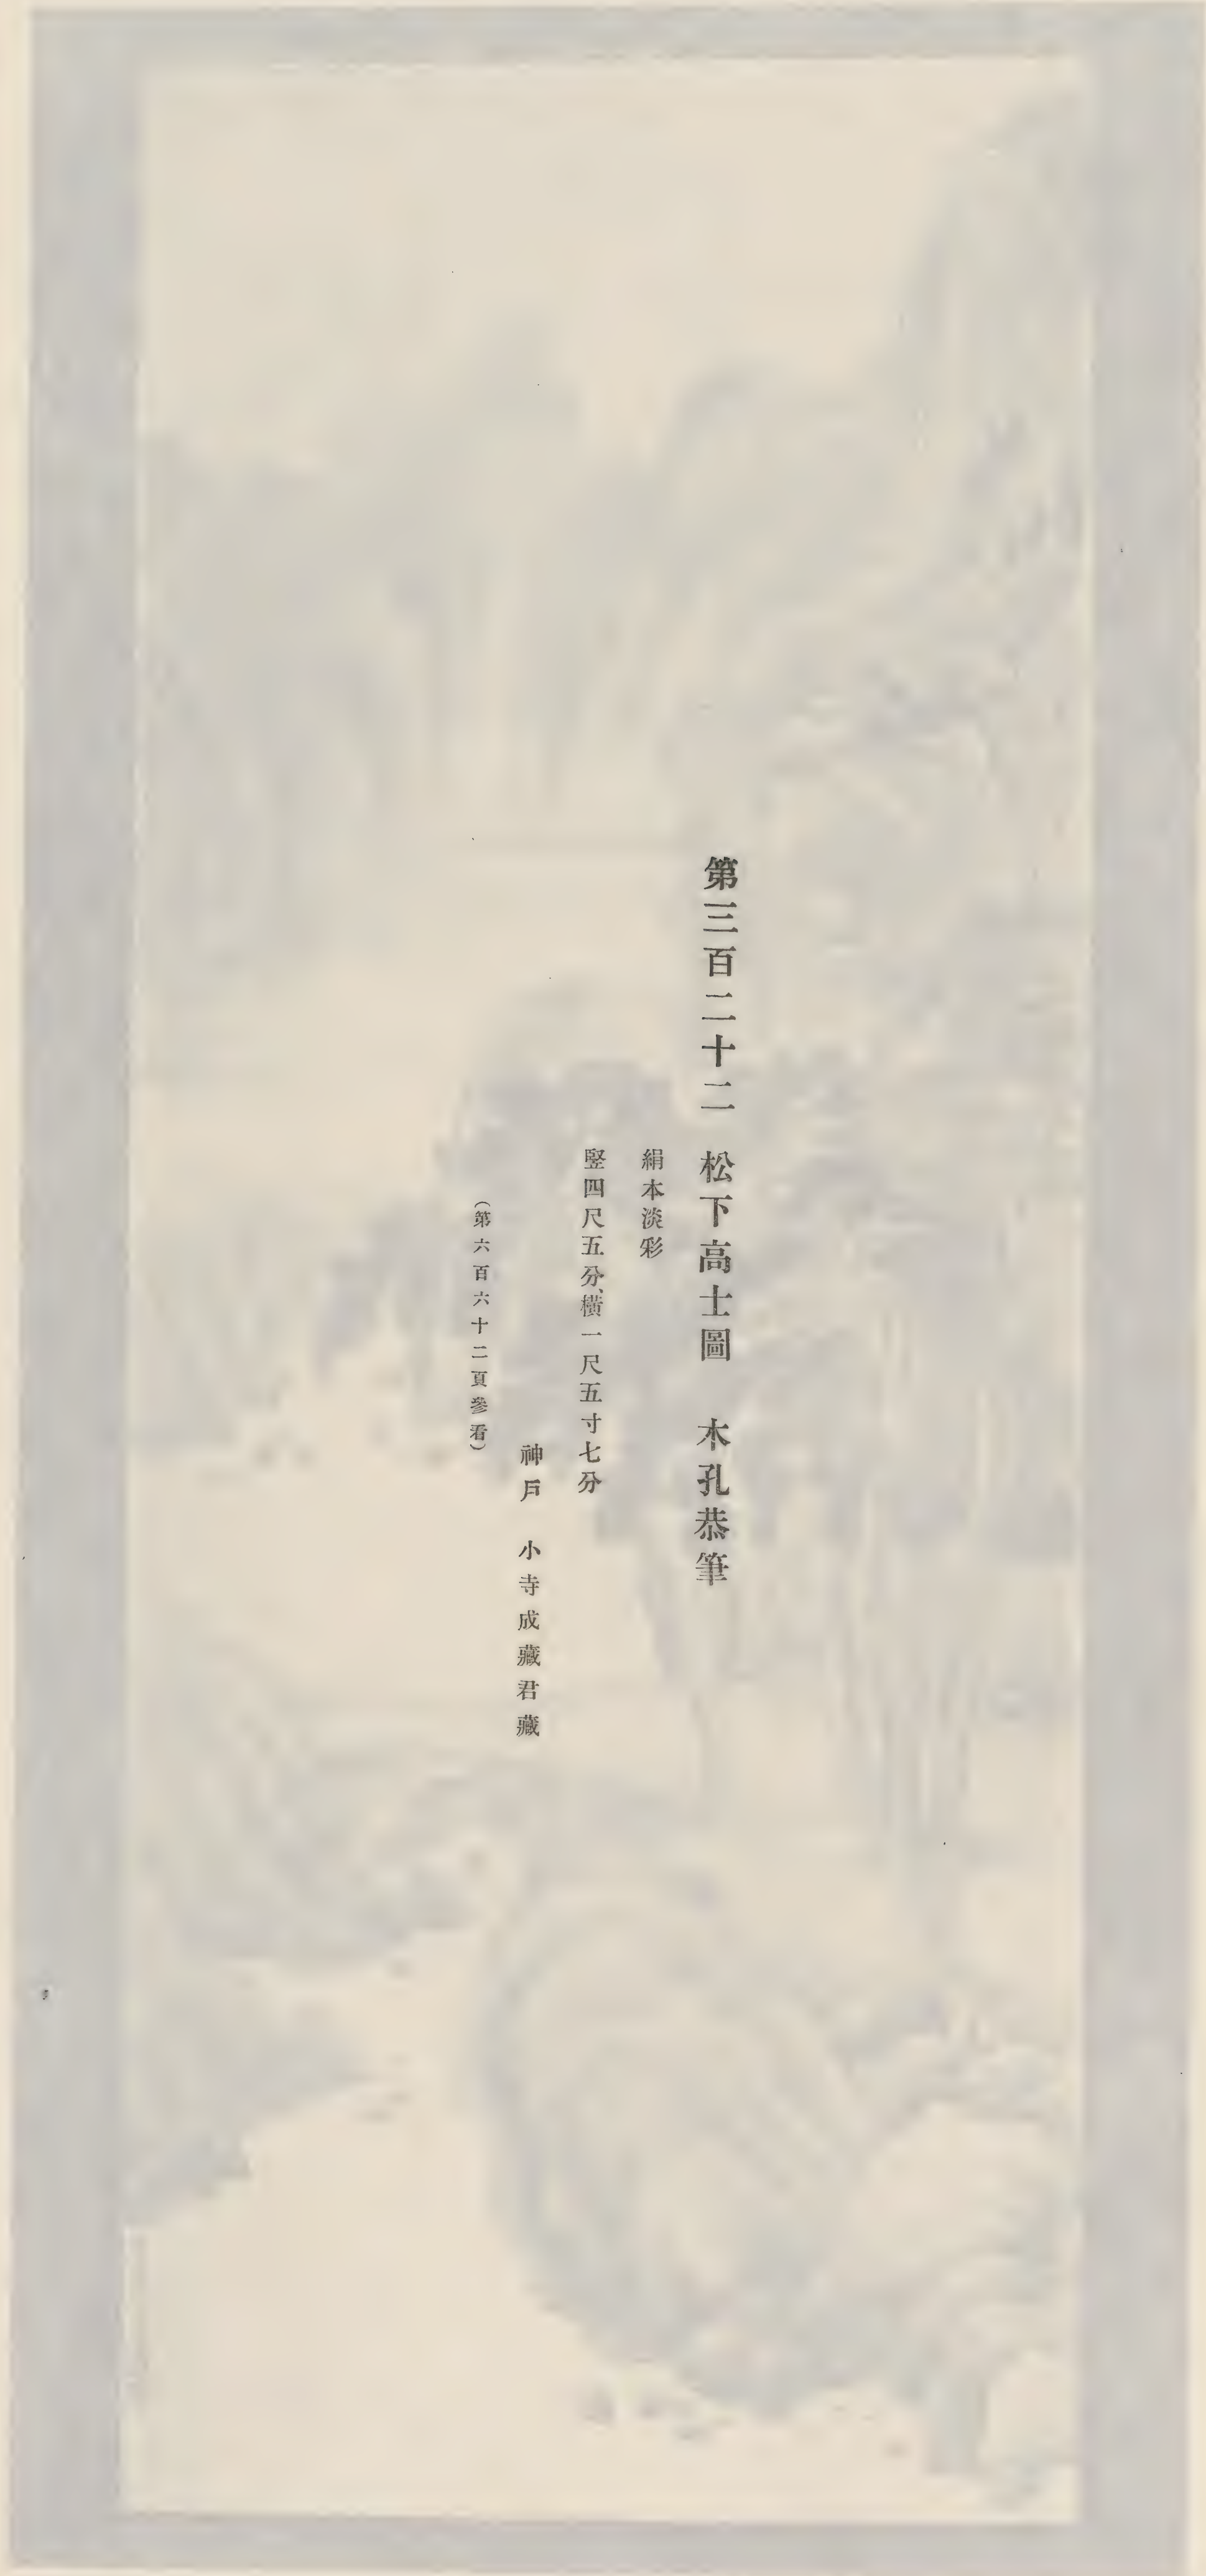 第三百二十二　松下高士圖　木孔恭筆
絹本淡彩
竪四尺五分、橫一尺五寸七分
神戶　小寺成藏君藏
（第六百六十二頁參看）